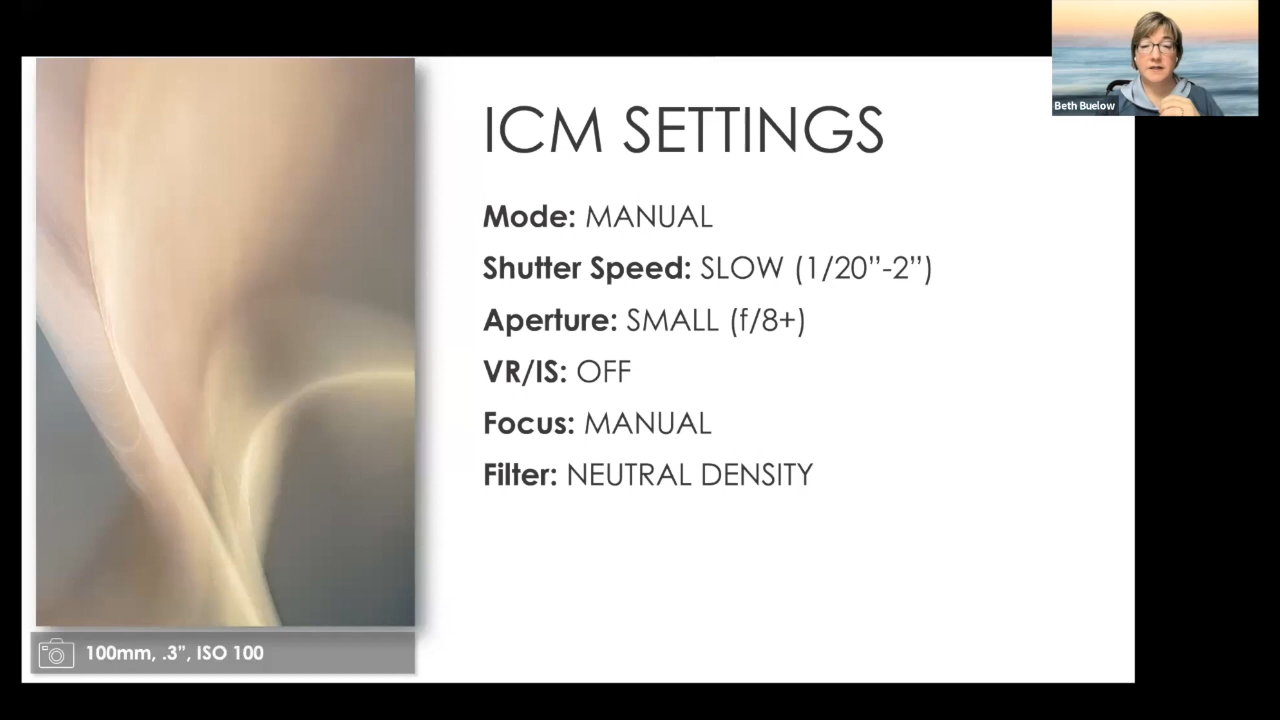 Beth Buelow
ICM SETTINGS
Mode: MANUAL
Shutter Speed: SLOW (1/20”-2”)
Aperture: SMALL (f/8+)
VR/IS: OFF
Focus: MANUAL
Filter: NEUTRAL DENSITY
100mm, .3”, ISO 100